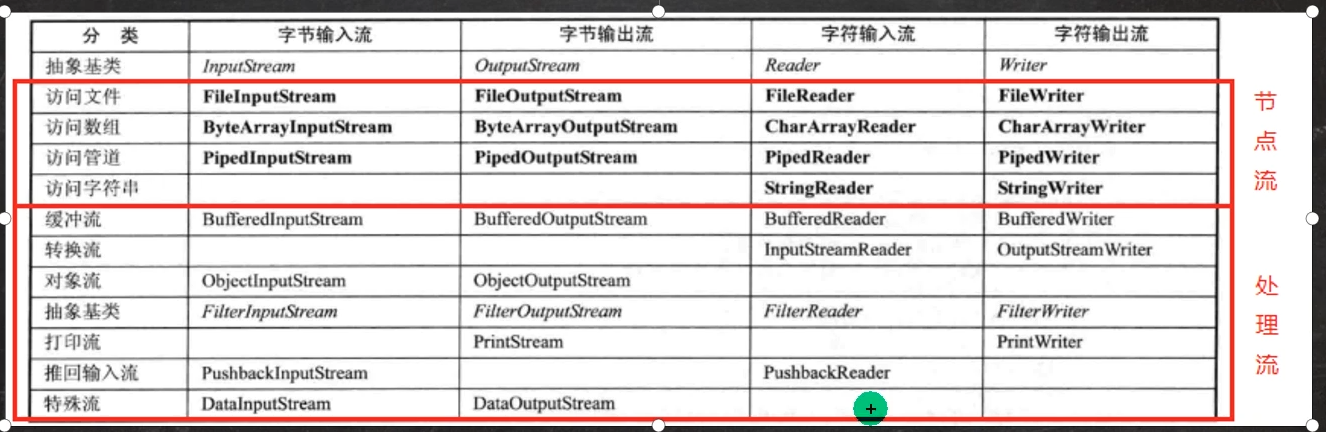 分 类 字节输入流 字节输出流 字符输入流 字符输出流
抽象基类 InputStream OutputStream Reader Writer
访问文件 FileInputStream FileOutputStream FileReader FileWriter
访问数组 ByteArrayInputStream ByteArrayOutputStream CharArrayReader CharArrayWriter
访问管道 PipedInputStream PipedOutputStream PipedReader PipedWriter
访问字符串 StringReader StringWriter
缓冲流 BufferedInputStream BufferedOutputStream BufferedReader BufferedWriter
转换流 InputStreamReader OutputStreamWriter
对象流 ObjectInputStream ObjectOutputStream
抽象基类 FilterInputStream FilterOutputStream FilterReader FilterWriter
打印流 PrintStream PrintWriter
推回输入流 PushbackInputStream PushbackReader
特殊流 DataInputStream DataOutputStream
节点流
处理流